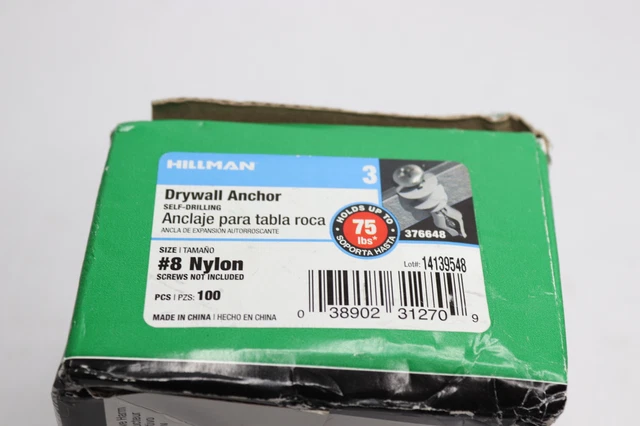 HILLMAN
3
Drywall Anchor
SELF-DRILLING
Anclaje para tabla roca
ANCLA DE EXPANSIÓN AUTORROSCANTE
HOLDS UP TO
75
lbs*
SOPORTA HASTA
376648
SIZE | TAMAÑO
#8 Nylon
SCREWS NOT INCLUDED
Lot#: 14139548
PCS | PZS: 100
MADE IN CHINA | HECHO EN CHINA
0 38902 31270 9